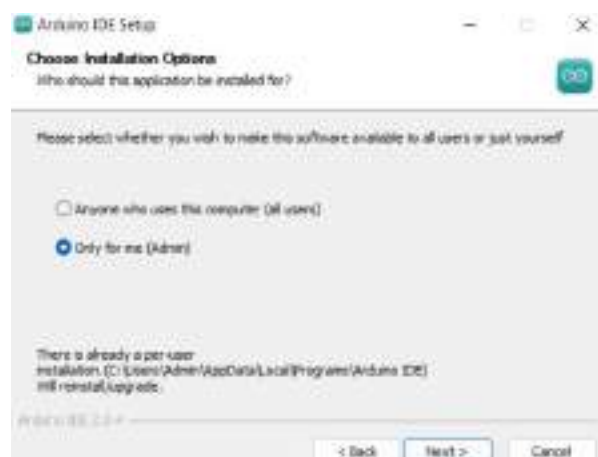 Arduino IDE Setup
Choose Installation Options
Who should this application be installed for?
Please select whether you wish to make this software available to all users or just yourself
Anyone who uses this computer (all users)
Only for me (Admin)
There is already a per-user
installation. (C:\Users\Admin\AppData\Local\Programs\Arduino IDE)
Will reinstall/upgrade.
Arduino IDE
< Back
Next >
Cancel